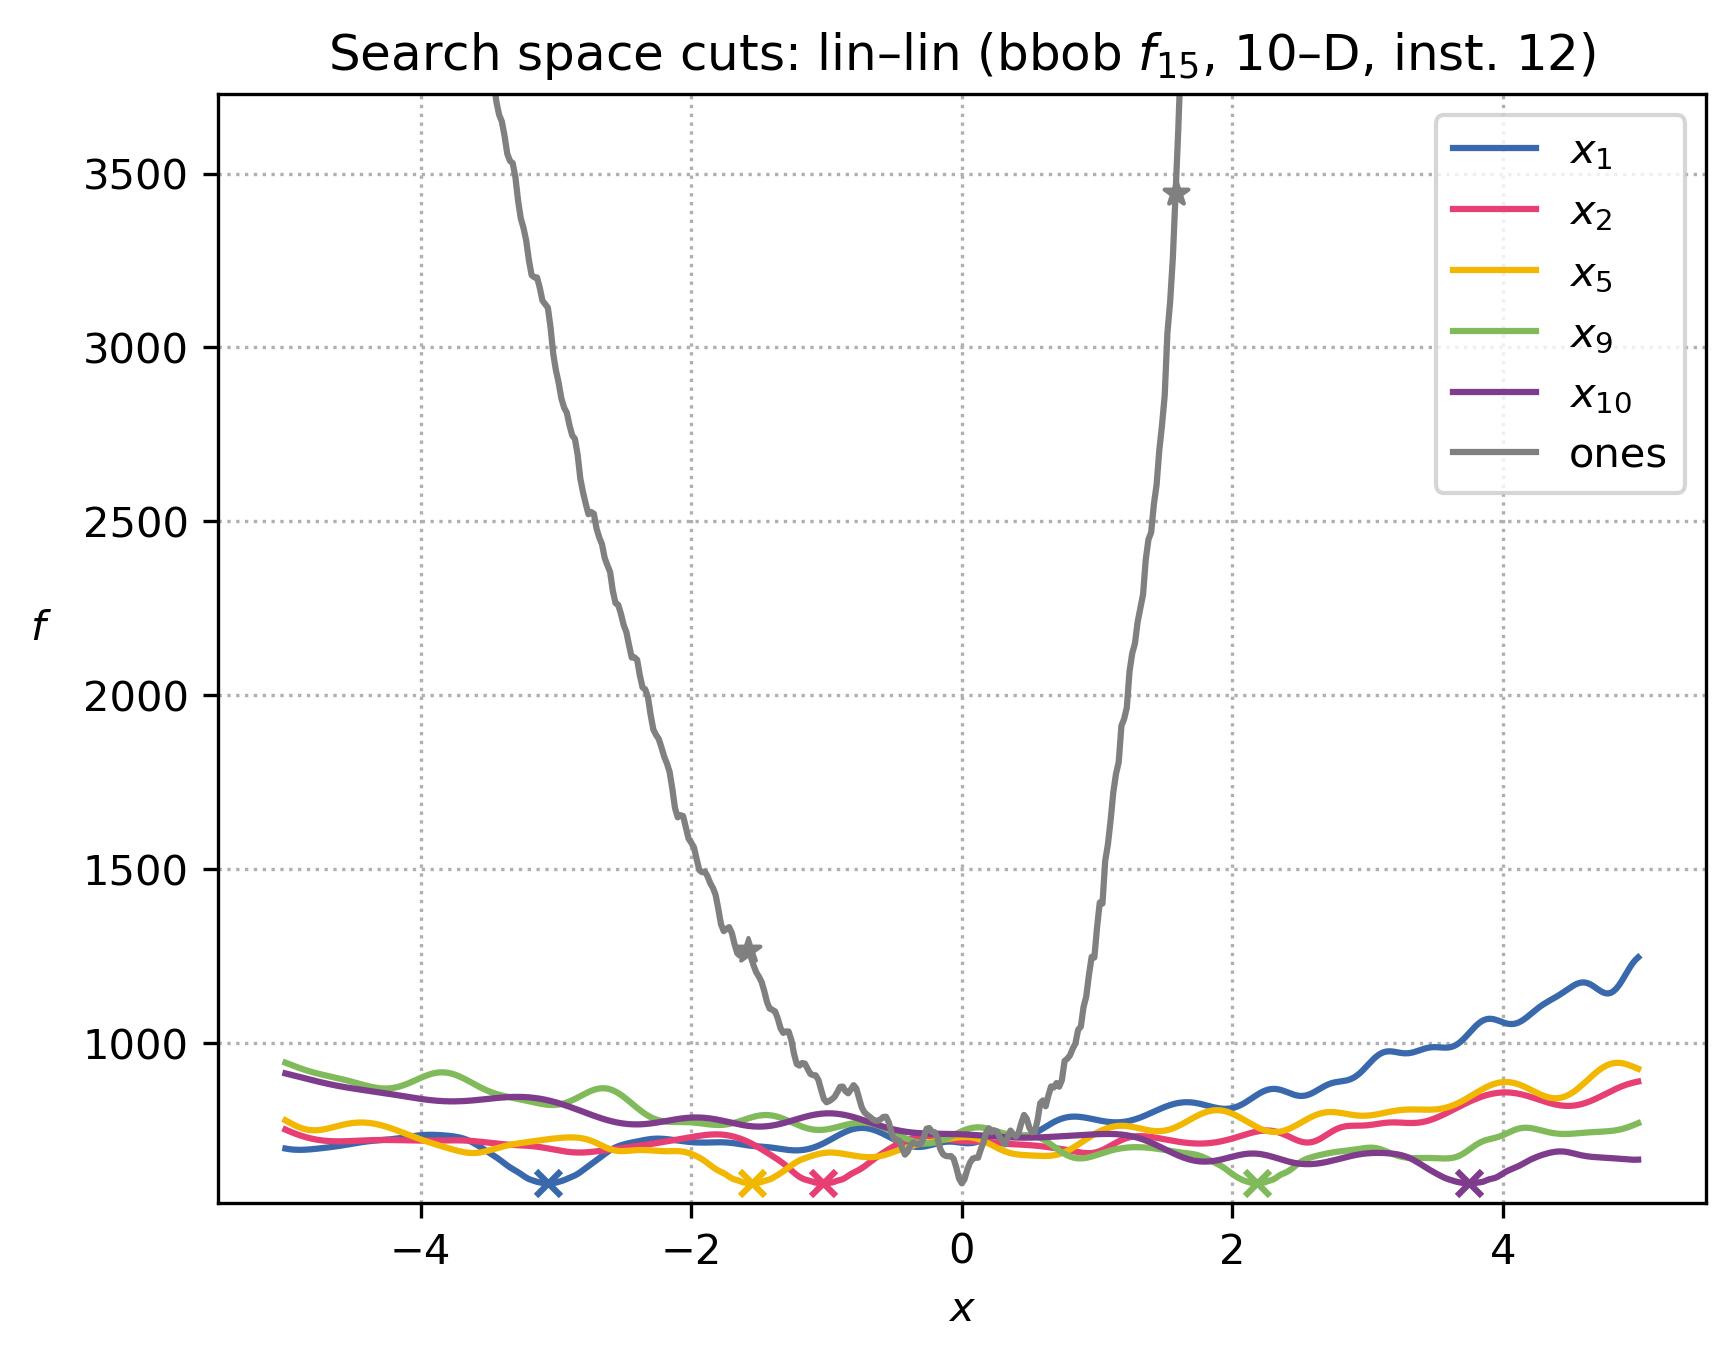 Search space cuts: lin–lin (bbob f₁₅, 10–D, inst. 12)
x₁
x₂
x₅
x₉
x₁₀
ones
3500
3000
2500
2000
1500
1000
f
−4
−2
0
2
4
x